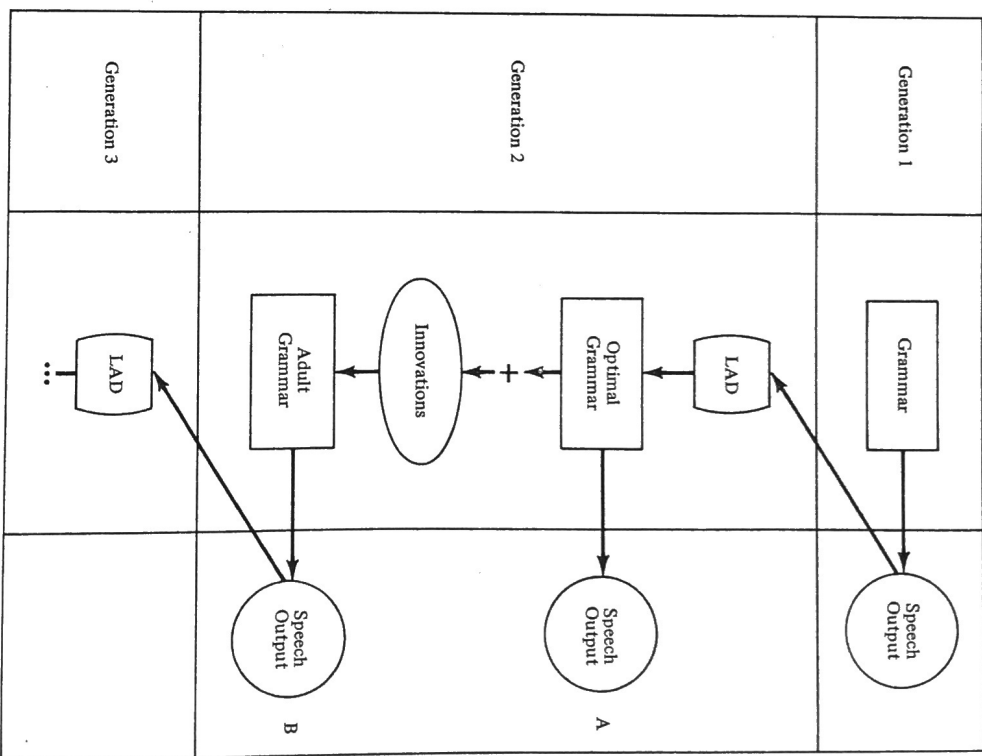 Generation 1
Grammar
Speech
Output
Generation 2
LAD
Optimal
Grammar
Speech
Output
A
+
Innovations
Adult
Grammar
Speech
Output
B
Generation 3
LAD
...